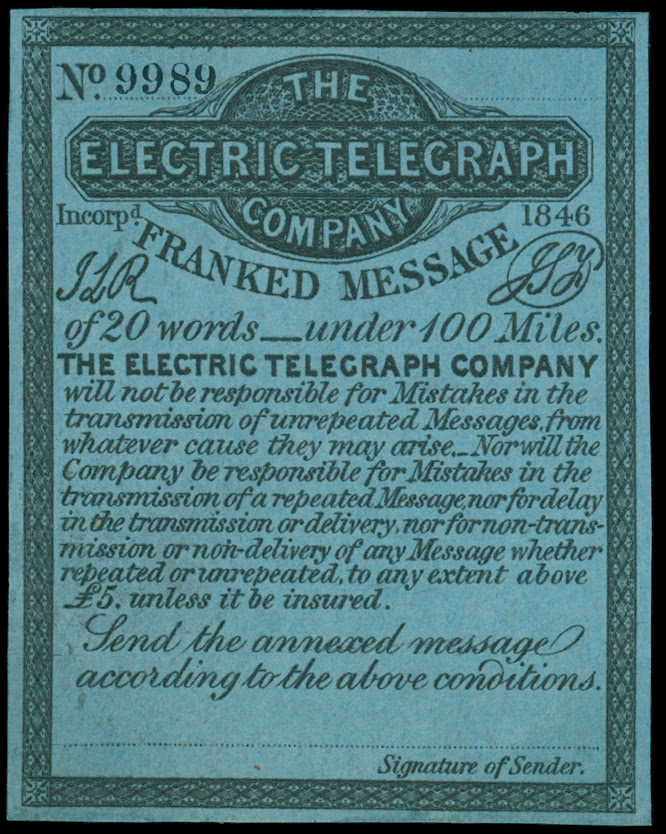 No. 9989
THE
ELECTRIC TELEGRAPH
COMPANY
Incorpd. 1846
FRANKED MESSAGE
of 20 words — under 100 Miles.
THE ELECTRIC TELEGRAPH COMPANY
will not be responsible for Mistakes in the
transmission of unrepeated Messages, from
whatever cause they may arise. — Nor will the
Company be responsible for Mistakes in the
transmission of a repeated Message, nor for delay
in the transmission or delivery, nor for non-trans-
mission or non-delivery of any Message whether
repeated or unrepeated, to any extent above
£5. unless it be insured.
Send the annexed message
according to the above conditions.
Signature of Sender.